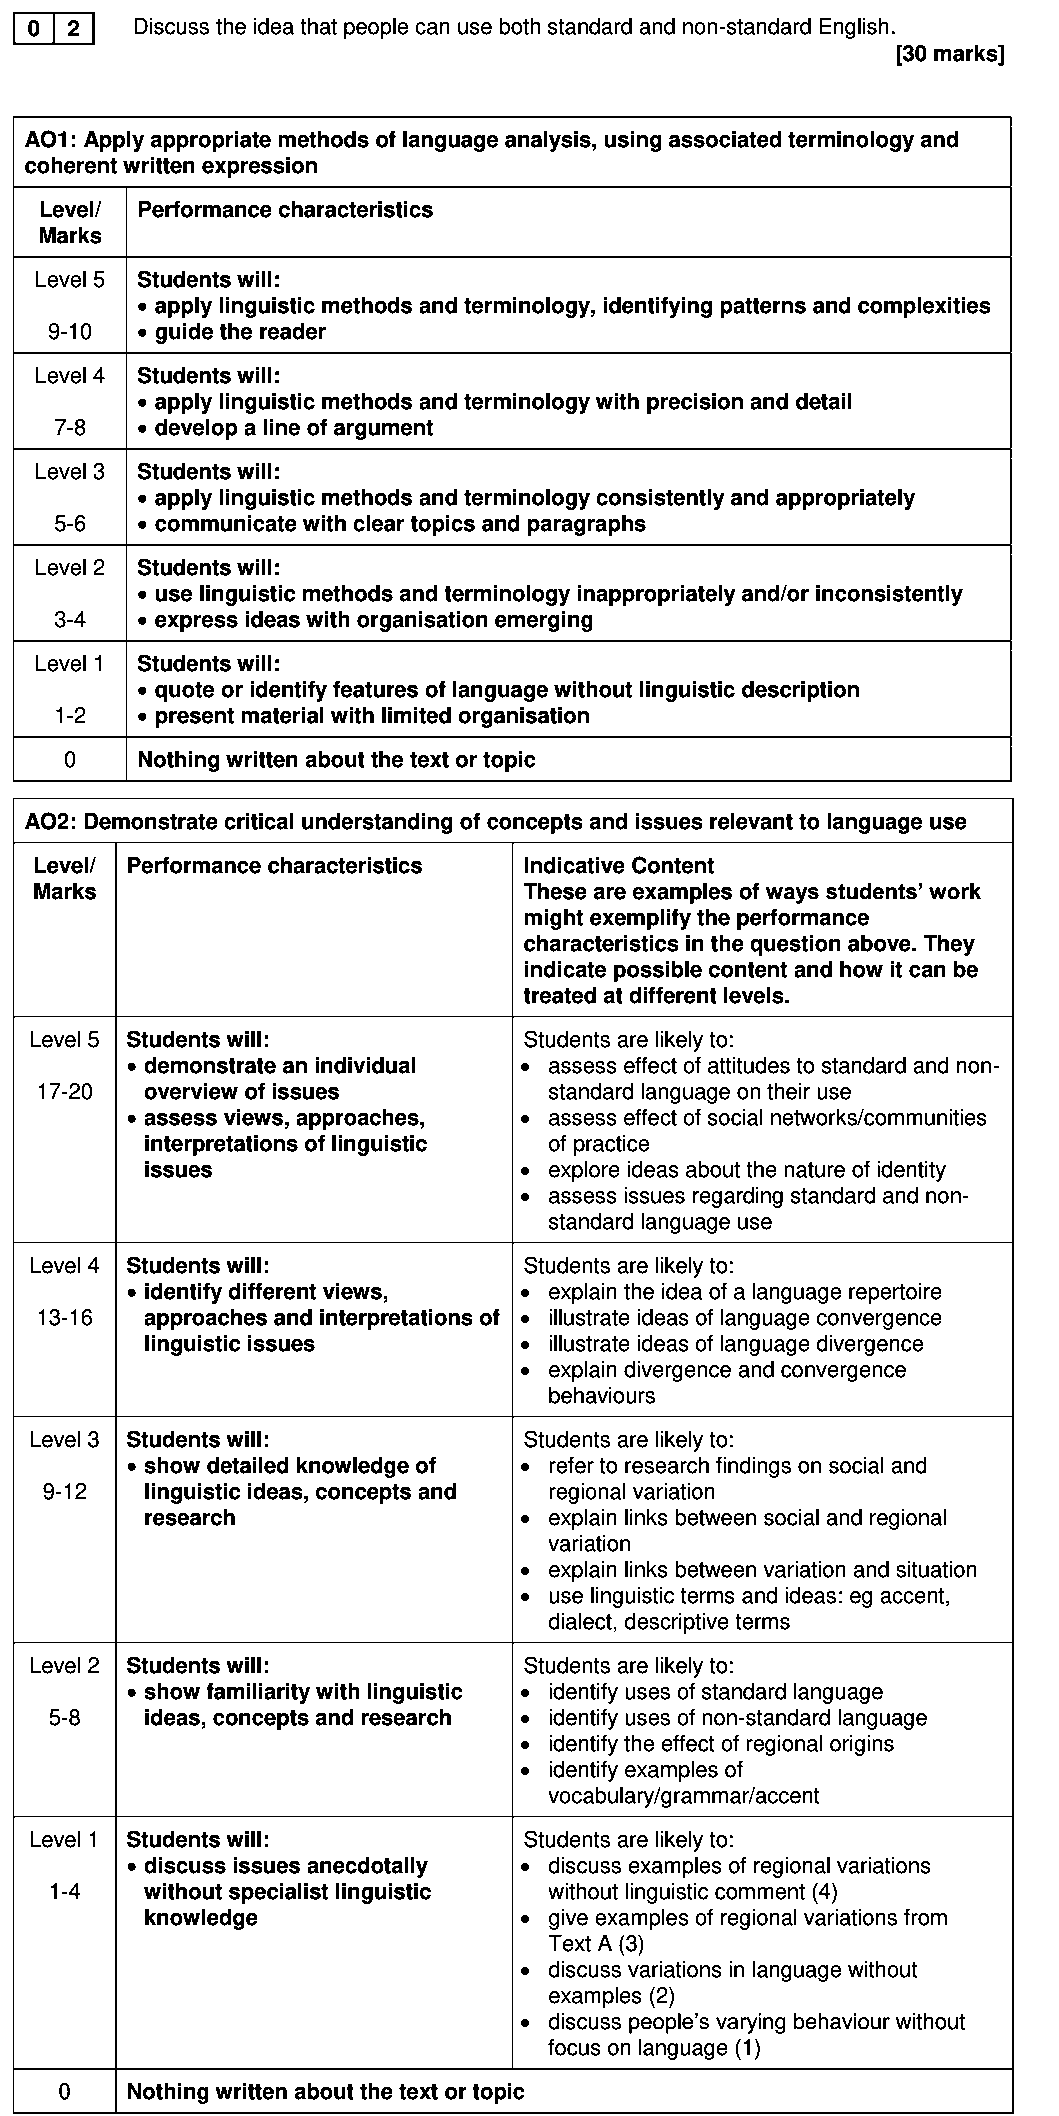 0 2 Discuss the idea that people can use both standard and non-standard English.
[30 marks]
AO1: Apply appropriate methods of language analysis, using associated terminology and
coherent written expression
Level/
Marks
Performance characteristics
Level 5
9-10
Students will:
• apply linguistic methods and terminology, identifying patterns and complexities
• guide the reader
Level 4
7-8
Students will:
• apply linguistic methods and terminology with precision and detail
• develop a line of argument
Level 3
5-6
Students will:
• apply linguistic methods and terminology consistently and appropriately
• communicate with clear topics and paragraphs
Level 2
3-4
Students will:
• use linguistic methods and terminology inappropriately and/or inconsistently
• express ideas with organisation emerging
Level 1
1-2
Students will:
• quote or identify features of language without linguistic description
• present material with limited organisation
0
Nothing written about the text or topic
AO2: Demonstrate critical understanding of concepts and issues relevant to language use
Level/
Marks
Performance characteristics
Indicative Content
These are examples of ways students' work
might exemplify the performance
characteristics in the question above. They
indicate possible content and how it can be
treated at different levels.
Level 5
17-20
Students will:
• demonstrate an individual
overview of issues
• assess views, approaches,
interpretations of linguistic
issues
Students are likely to:
• assess effect of attitudes to standard and non-
standard language on their use
• assess effect of social networks/communities
of practice
• explore ideas about the nature of identity
• assess issues regarding standard and non-
standard language use
Level 4
13-16
Students will:
• identify different views,
approaches and interpretations of
linguistic issues
Students are likely to:
• explain the idea of a language repertoire
• illustrate ideas of language convergence
• illustrate ideas of language divergence
• explain divergence and convergence
behaviours
Level 3
9-12
Students will:
• show detailed knowledge of
linguistic ideas, concepts and
research
Students are likely to:
• refer to research findings on social and
regional variation
• explain links between social and regional
variation
• explain links between variation and situation
• use linguistic terms and ideas: eg accent,
dialect, descriptive terms
Level 2
5-8
Students will:
• show familiarity with linguistic
ideas, concepts and research
Students are likely to:
• identify uses of standard language
• identify uses of non-standard language
• identify the effect of regional origins
• identify examples of
vocabulary/grammar/accent
Level 1
1-4
Students will:
• discuss issues anecdotally
without specialist linguistic
knowledge
Students are likely to:
• discuss examples of regional variations
without linguistic comment (4)
• give examples of regional variations from
Text A (3)
• discuss variations in language without
examples (2)
• discuss people's varying behaviour without
focus on language (1)
0
Nothing written about the text or topic